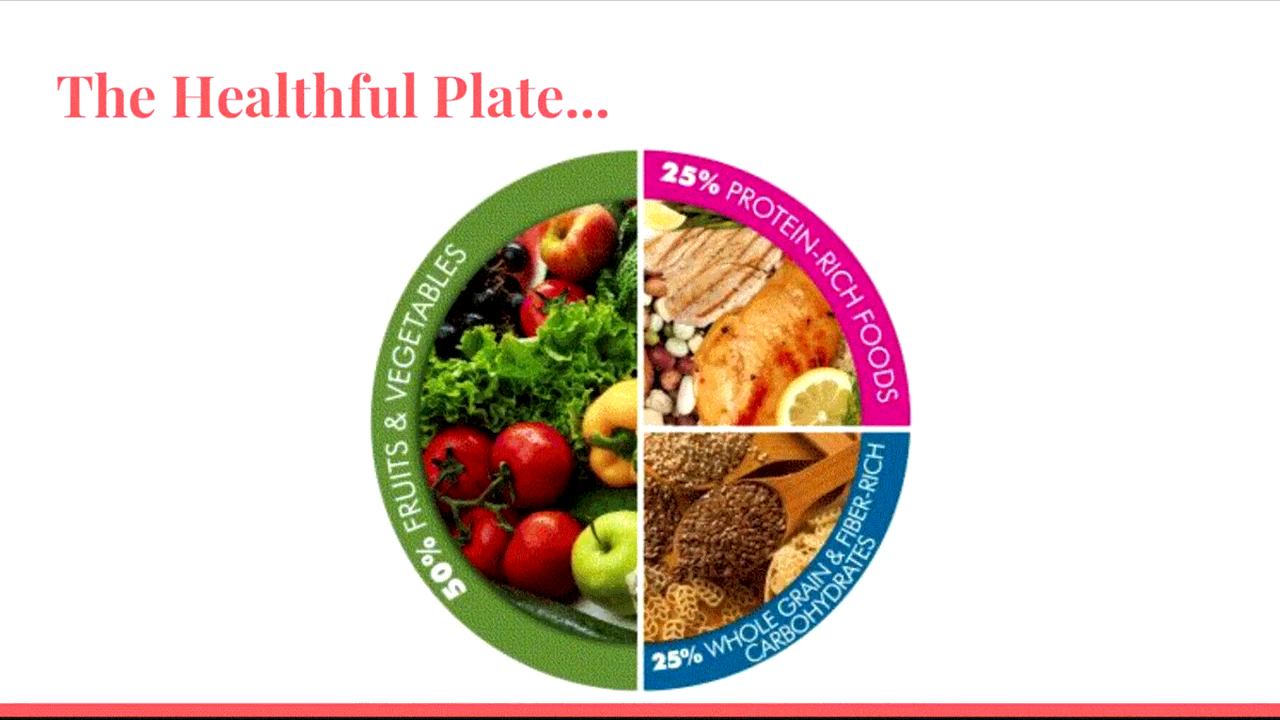 The Healthful Plate...
50% FRUITS & VEGETABLES
25% PROTEIN-RICH FOODS
25% WHOLE GRAIN & FIBER-RICH
CARBOHYDRATES